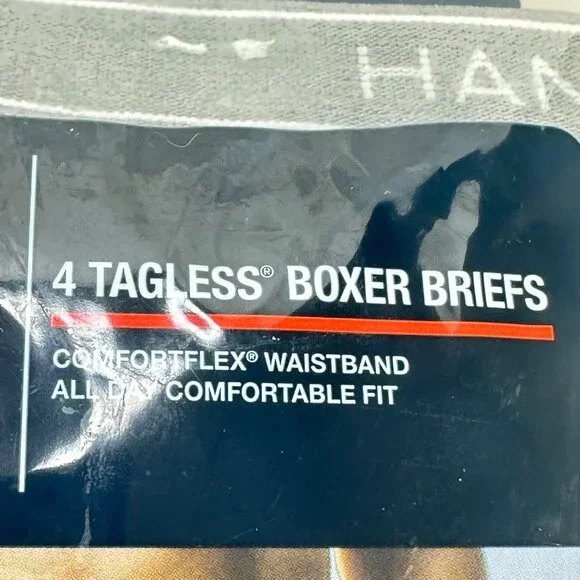 HAN
4 TAGLESS® BOXER BRIEFS
COMFORTFLEX® WAISTBAND
ALL DAY COMFORTABLE FIT